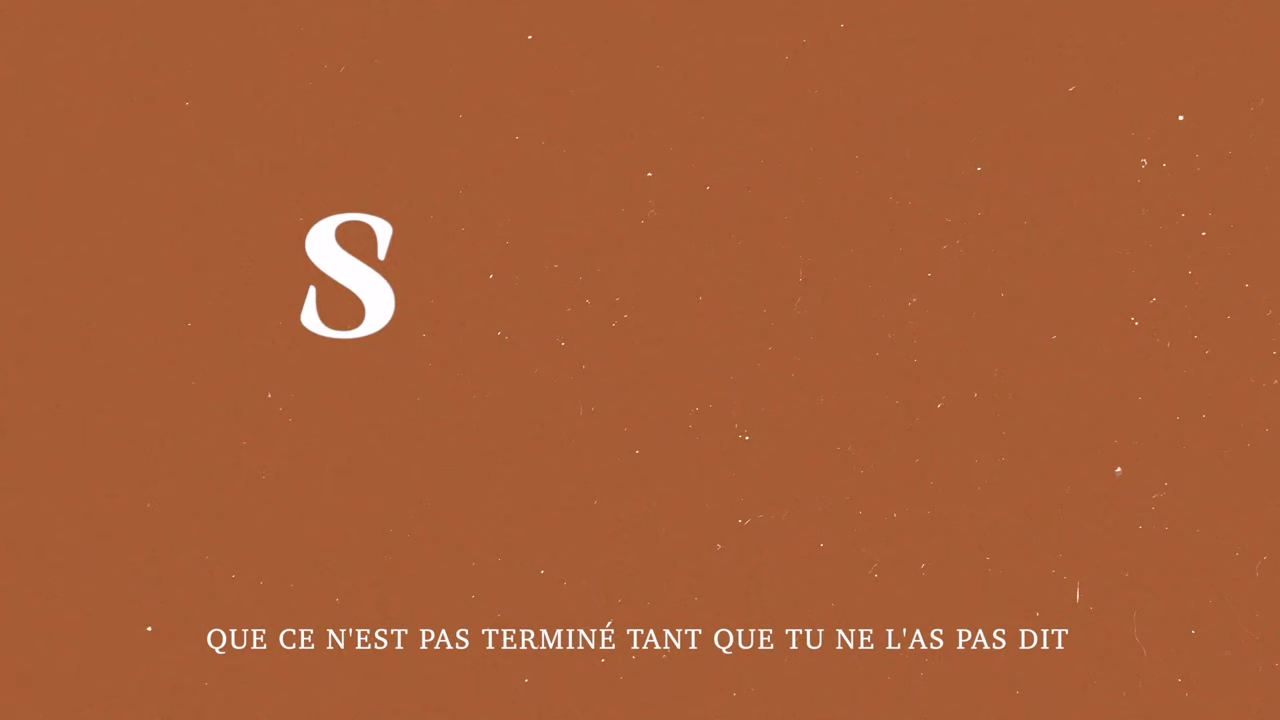 S
QUE CE N'EST PAS TERMINÉ TANT QUE TU NE L'AS PAS DIT